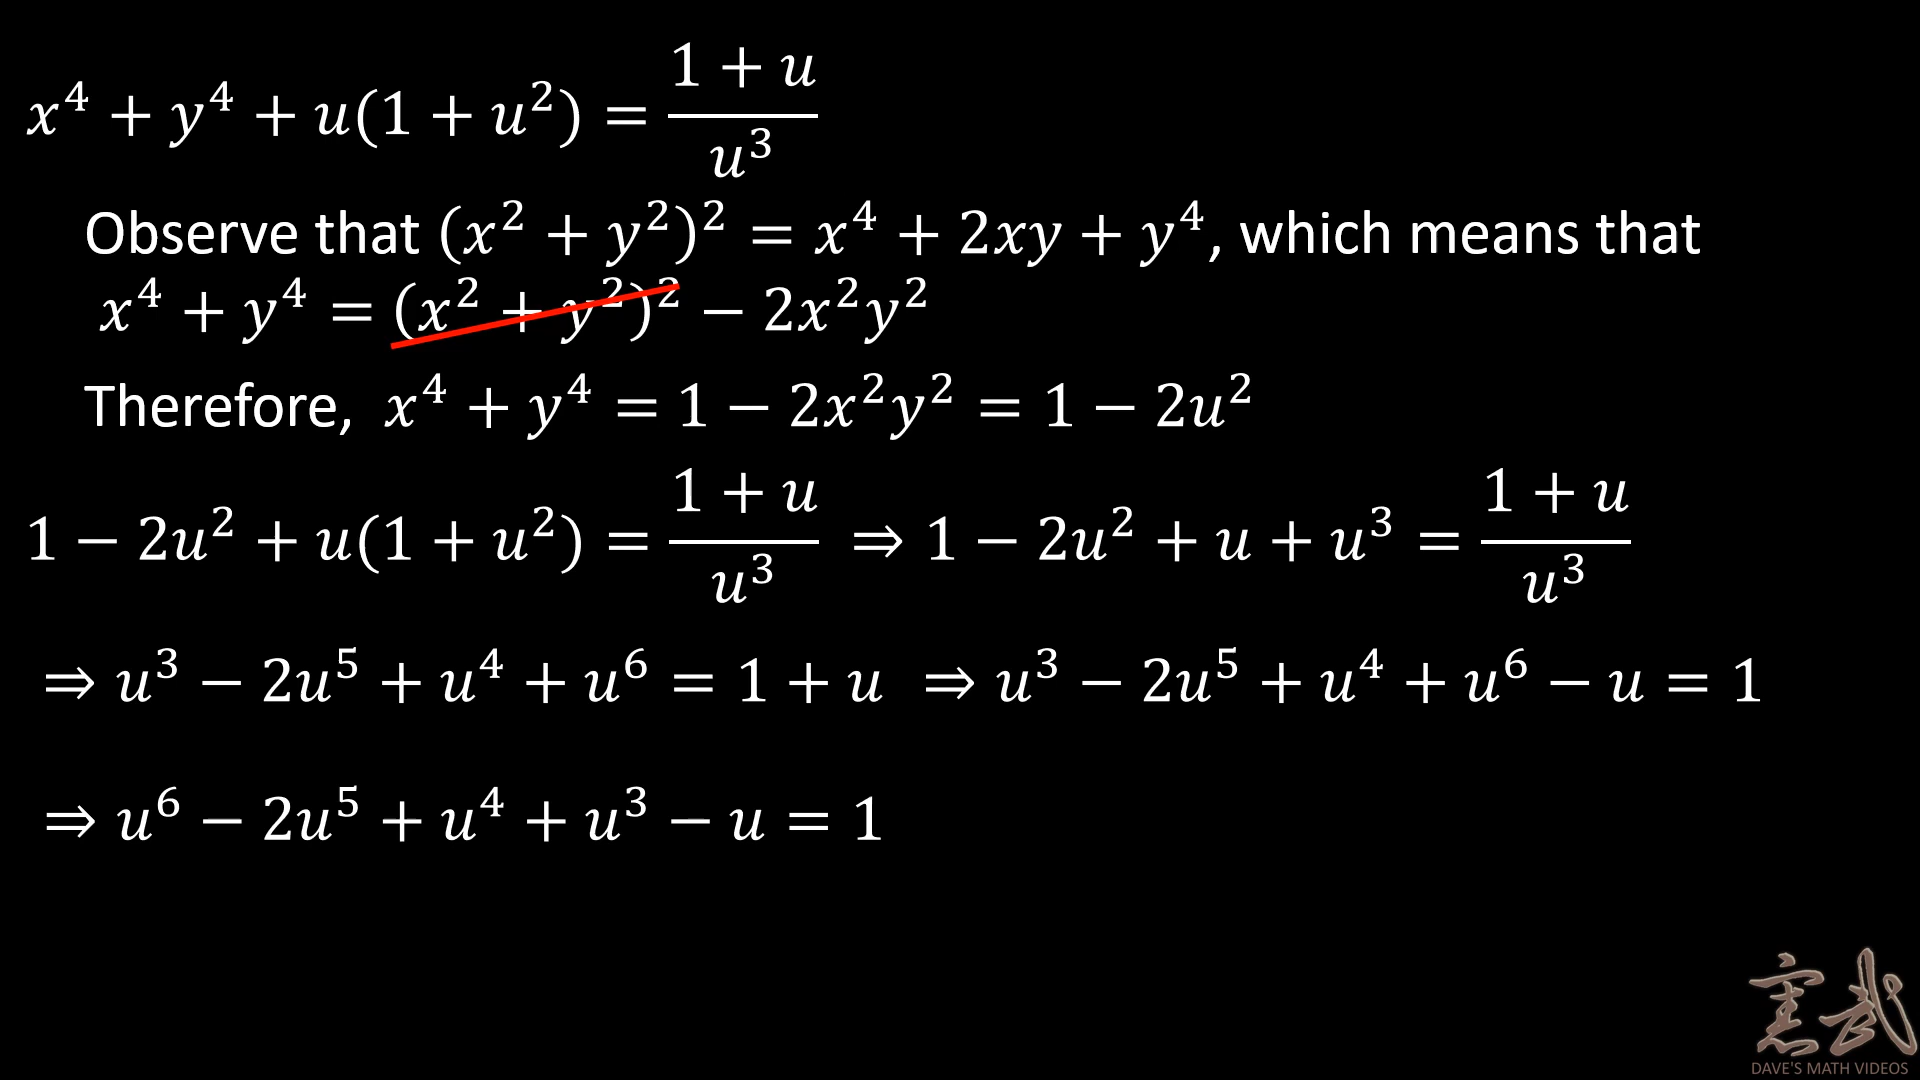 x⁴ + y⁴ + u(1 + u²) = (1 + u)/u³
Observe that (x² + y²)² = x⁴ + 2xy + y⁴, which means that
x⁴ + y⁴ = (x² + y²)² − 2x²y²
Therefore, x⁴ + y⁴ = 1 − 2x²y² = 1 − 2u²
1 − 2u² + u(1 + u²) = (1 + u)/u³ ⇒ 1 − 2u² + u + u³ = (1 + u)/u³
⇒ u³ − 2u⁵ + u⁴ + u⁶ = 1 + u ⇒ u³ − 2u⁵ + u⁴ + u⁶ − u = 1
⇒ u⁶ − 2u⁵ + u⁴ + u³ − u = 1
DAVE'S MATH VIDEOS